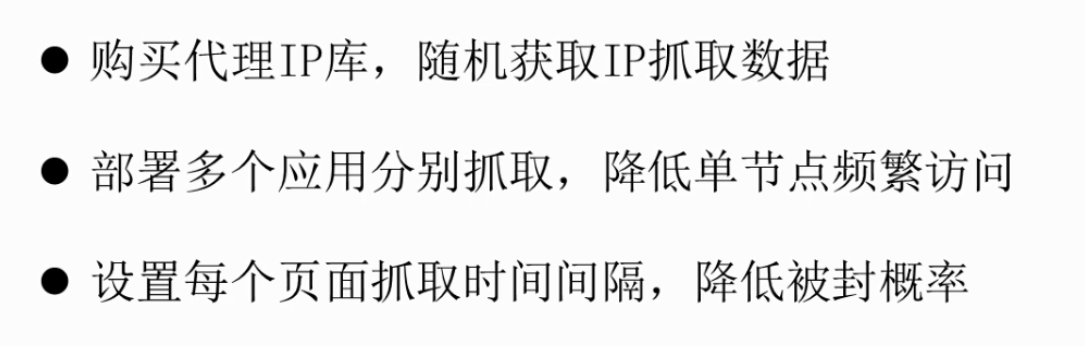 ● 购买代理IP库，随机获取IP抓取数据
● 部署多个应用分别抓取，降低单节点频繁访问
● 设置每个页面抓取时间间隔，降低被封概率